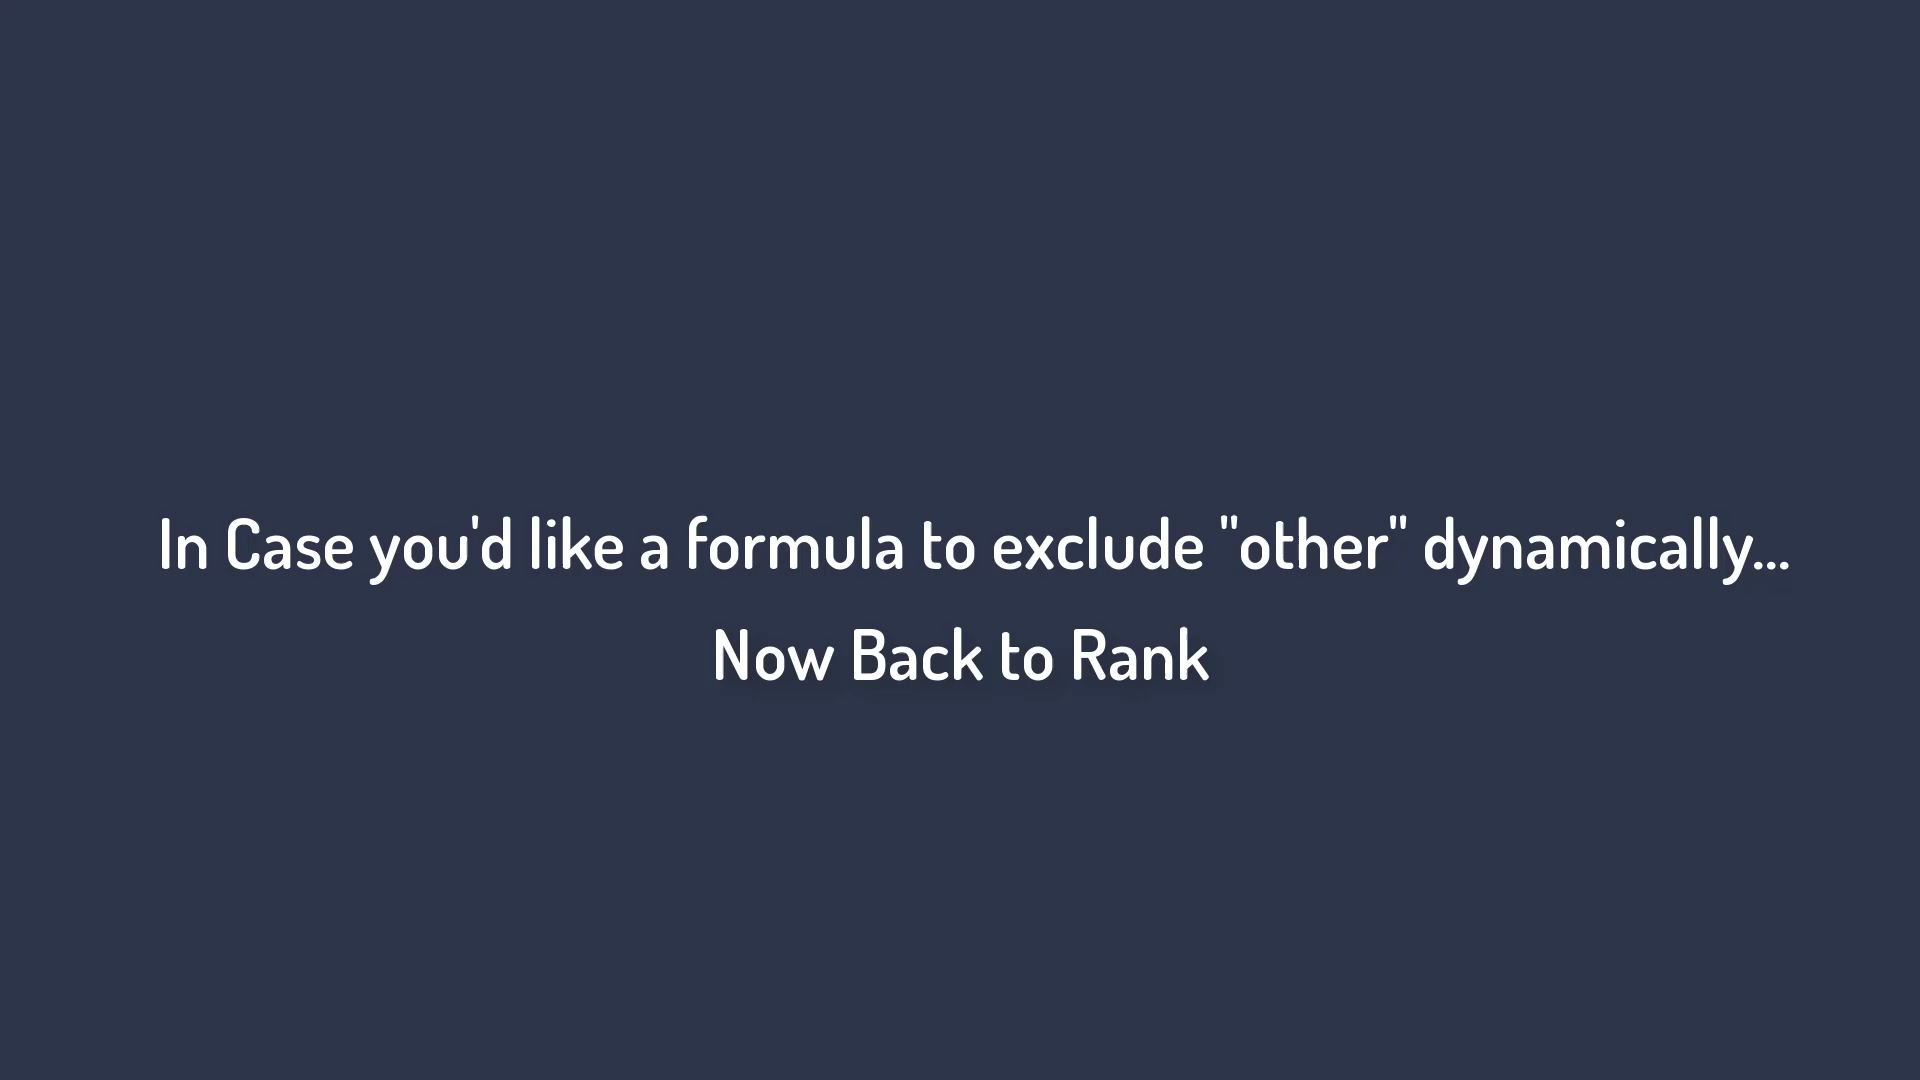 In Case you'd like a formula to exclude "other" dynamically...
Now Back to Rank